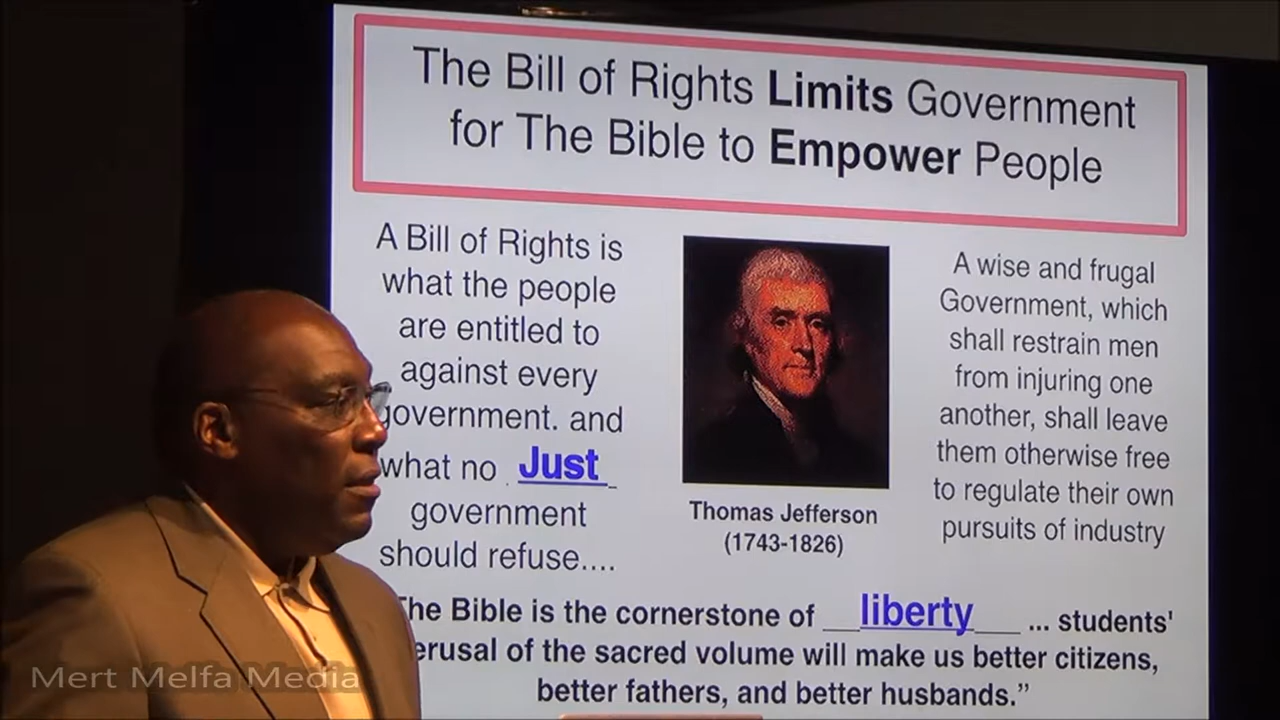 The Bill of Rights Limits Government
for The Bible to Empower People
A Bill of Rights is
what the people
are entitled to
against every
government. and
what no Just
government
should refuse....
Thomas Jefferson
(1743-1826)
A wise and frugal
Government, which
shall restrain men
from injuring one
another, shall leave
them otherwise free
to regulate their own
pursuits of industry
The Bible is the cornerstone of liberty ... students'
erusal of the sacred volume will make us better citizens,
better fathers, and better husbands.”
Mert Melfa Media